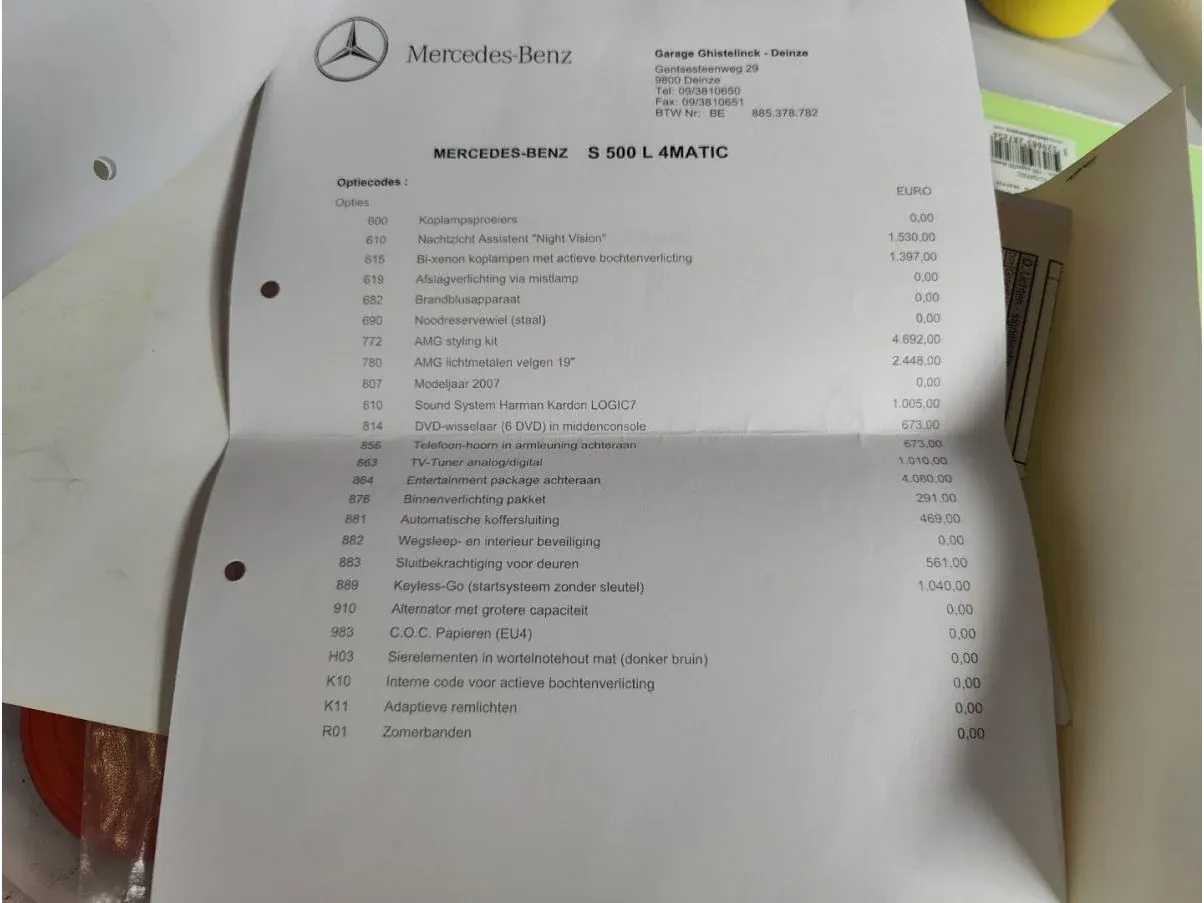 Mercedes-Benz
Garage Ghistelinck - Deinze
Gentsesteenweg 29
9800 Deinze
Tel: 09/3810650
Fax: 09/3810651
BTW Nr: BE 885.378.782
MERCEDES-BENZ S 500 L 4MATIC
Optiecodes :
EURO
Opties
600 Koplampsproeiers 0,00
610 Nachtzicht Assistent "Night Vision" 1.530,00
615 Bi-xenon koplampen met actieve bochtenverlicting 1.397,00
619 Afslagverlichting via mistlamp 0,00
682 Brandblusapparaat 0,00
690 Noodreservewiel (staal) 0,00
772 AMG styling kit 4.692,00
780 AMG lichtmetalen velgen 19" 2.448,00
807 Modeljaar 2007 0,00
810 Sound System Harman Kardon LOGIC7 1.005,00
814 DVD-wisselaar (6 DVD) in middenconsole 673,00
856 Telefoon-hoorn in armleuning achteraan 673,00
863 TV-Tuner analog/digital 1.010,00
864 Entertainment package achteraan 4.080,00
876 Binnenverlichting pakket 291,00
881 Automatische koffersluiting 469,00
882 Wegsleep- en interieur beveiliging 0,00
883 Sluitbekrachtiging voor deuren 561,00
889 Keyless-Go (startsysteem zonder sleutel) 1.040,00
910 Alternator met grotere capaciteit 0,00
983 C.O.C. Papieren (EU4) 0,00
H03 Sierelementen in wortelnotehout mat (donker bruin) 0,00
K10 Interne code voor actieve bochtenverlicting 0,00
K11 Adaptieve remlichten 0,00
R01 Zomerbanden 0,00